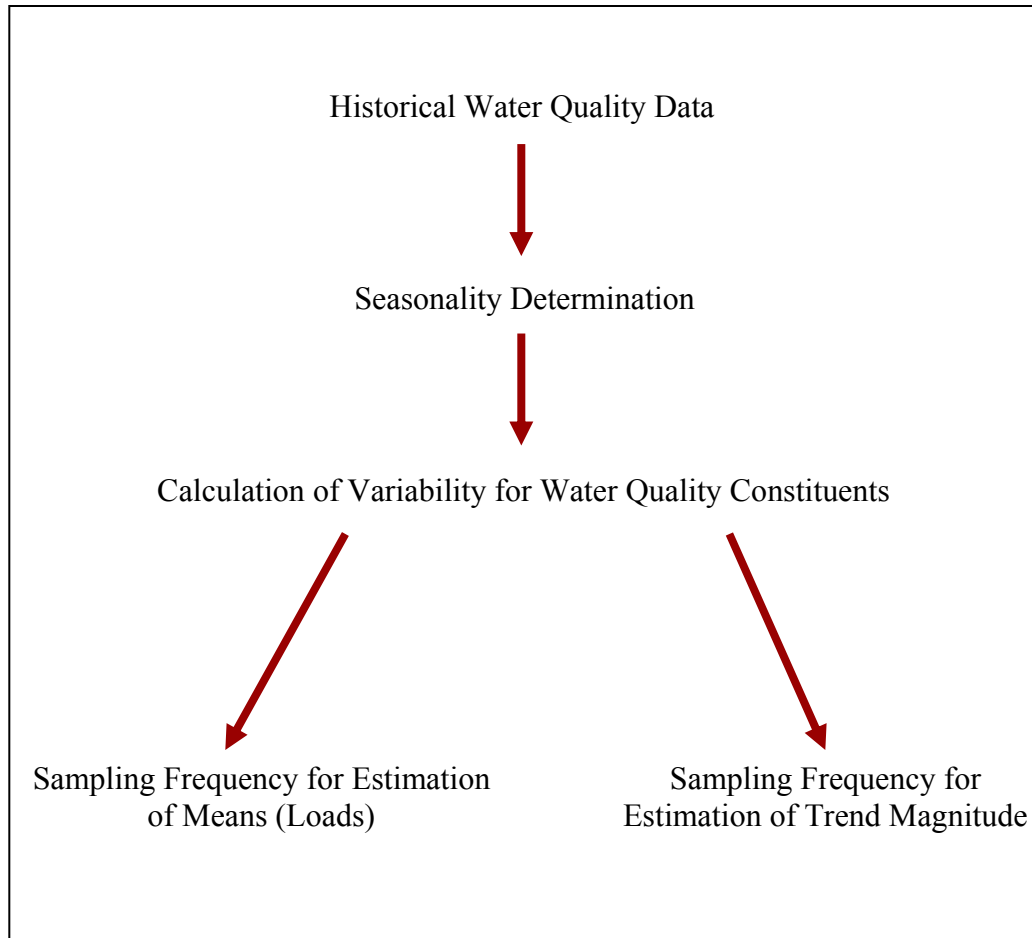 Historical Water Quality Data
Seasonality Determination
Calculation of Variability for Water Quality Constituents
Sampling Frequency for Estimation
of Means (Loads)
Sampling Frequency for
Estimation of Trend Magnitude